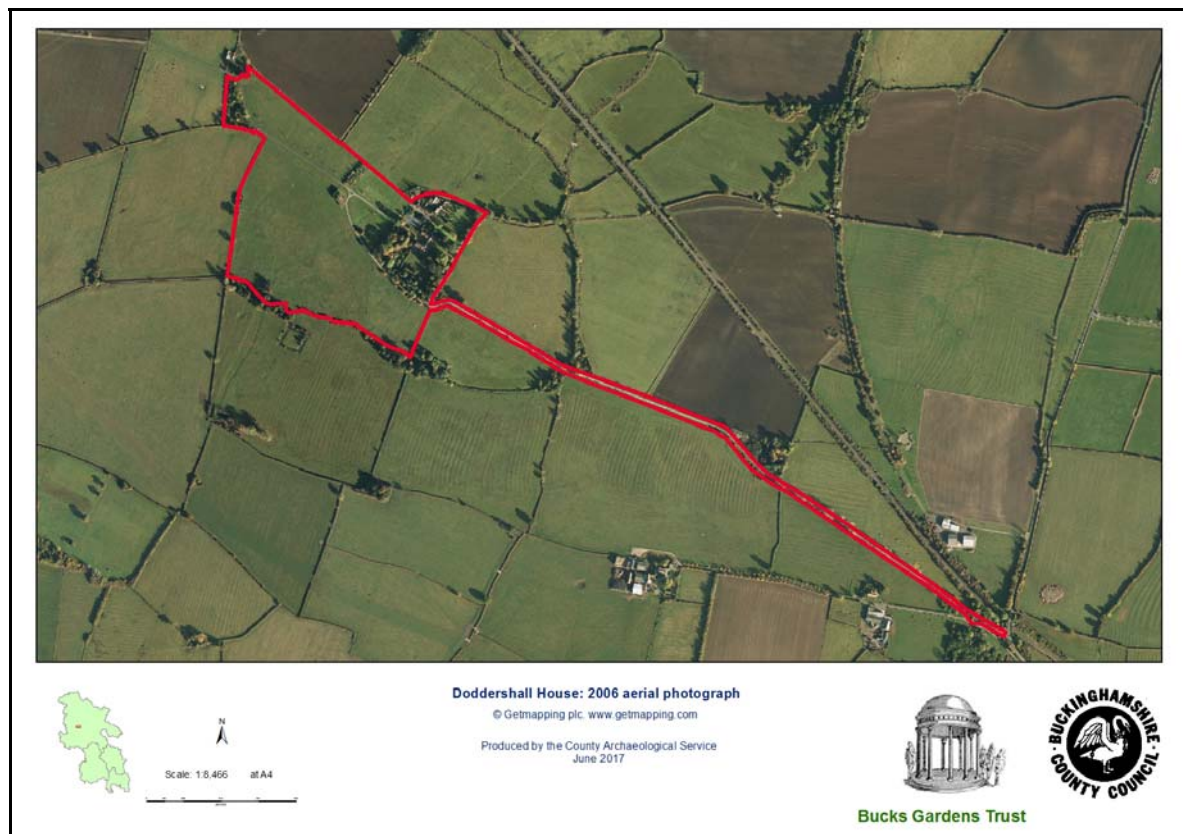 Doddershall House: 2006 aerial photograph
© Getmapping plc. www.getmapping.com
Produced by the County Archaeological Service
June 2017
N
Scale: 1:8,466 at A4
Bucks Gardens Trust
BUCKINGHAMSHIRE COUNTY COUNCIL